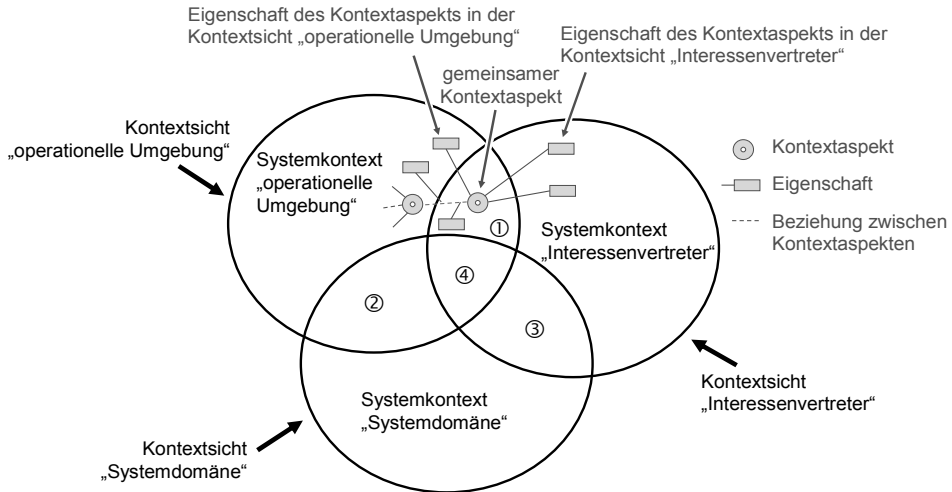 Eigenschaft des Kontextaspekts in der
Kontextsicht „operationelle Umgebung“
Eigenschaft des Kontextaspekts in der
Kontextsicht „Interessenvertreter“
gemeinsamer
Kontextaspekt
Kontextsicht
„operationelle Umgebung“
Systemkontext
„operationelle
Umgebung“
Kontextaspekt
Eigenschaft
Beziehung zwischen
Kontextaspekten
①
Systemkontext
„Interessenvertreter“
④
②
③
Systemkontext
„Systemdomäne“
Kontextsicht
„Interessenvertreter“
Kontextsicht
„Systemdomäne“